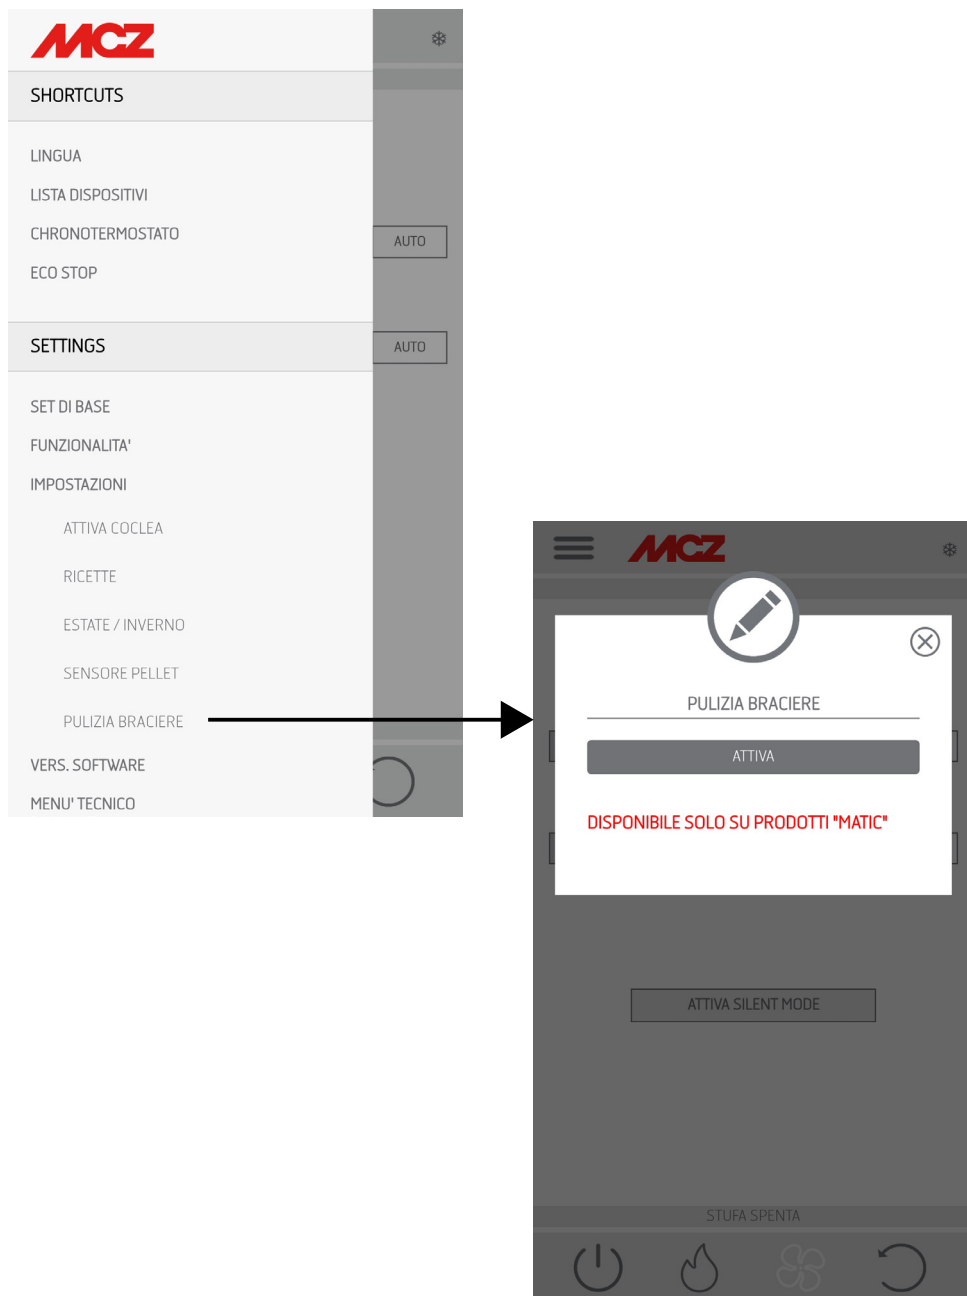 MCZ
SHORTCUTS
LINGUA
LISTA DISPOSITIVI
CHRONOTERMOSTATO
ECO STOP
AUTO
SETTINGS
AUTO
SET DI BASE
FUNZIONALITA'
IMPOSTAZIONI
ATTIVA COCLEA
RICETTE
ESTATE / INVERNO
SENSORE PELLET
PULIZIA BRACIERE
VERS. SOFTWARE
MENU' TECNICO
MCZ
PULIZIA BRACIERE
ATTIVA
DISPONIBILE SOLO SU PRODOTTI "MATIC"
ATTIVA SILENT MODE
STUFA SPENTA